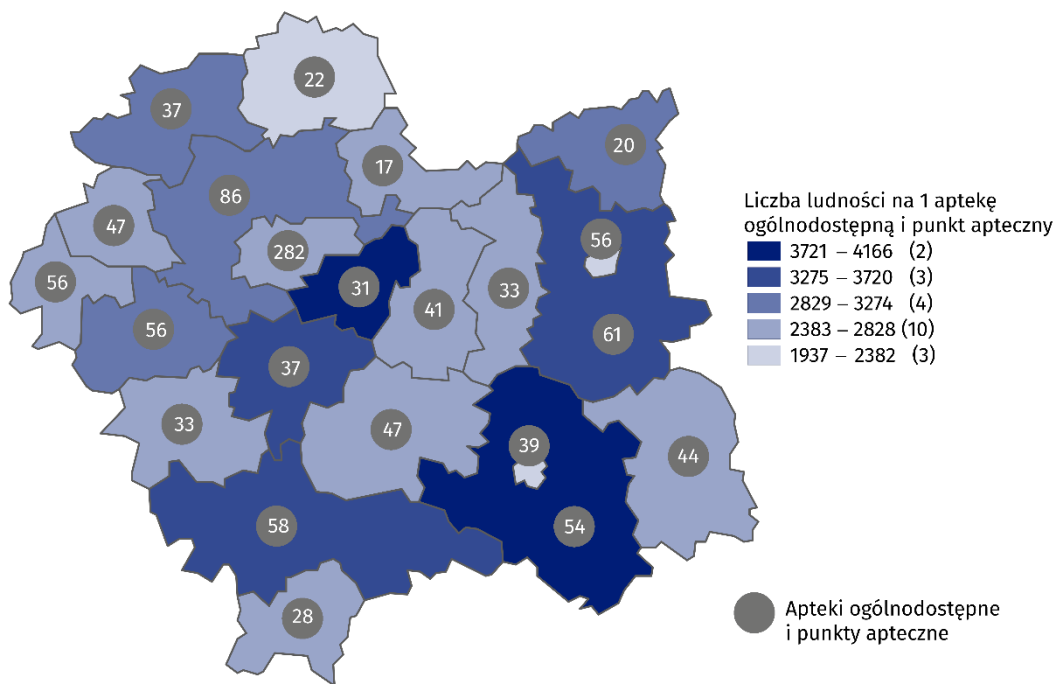 22
37
20
17
86
47
56
282
56
31
33
41
56
61
37
33
47
39
44
58
54
28
Liczba ludności na 1 aptekę
ogólnodostępną i punkt apteczny
3721 – 4166 (2)
3275 – 3720 (3)
2829 – 3274 (4)
2383 – 2828 (10)
1937 – 2382 (3)
Apteki ogólnodostępne
i punkty apteczne